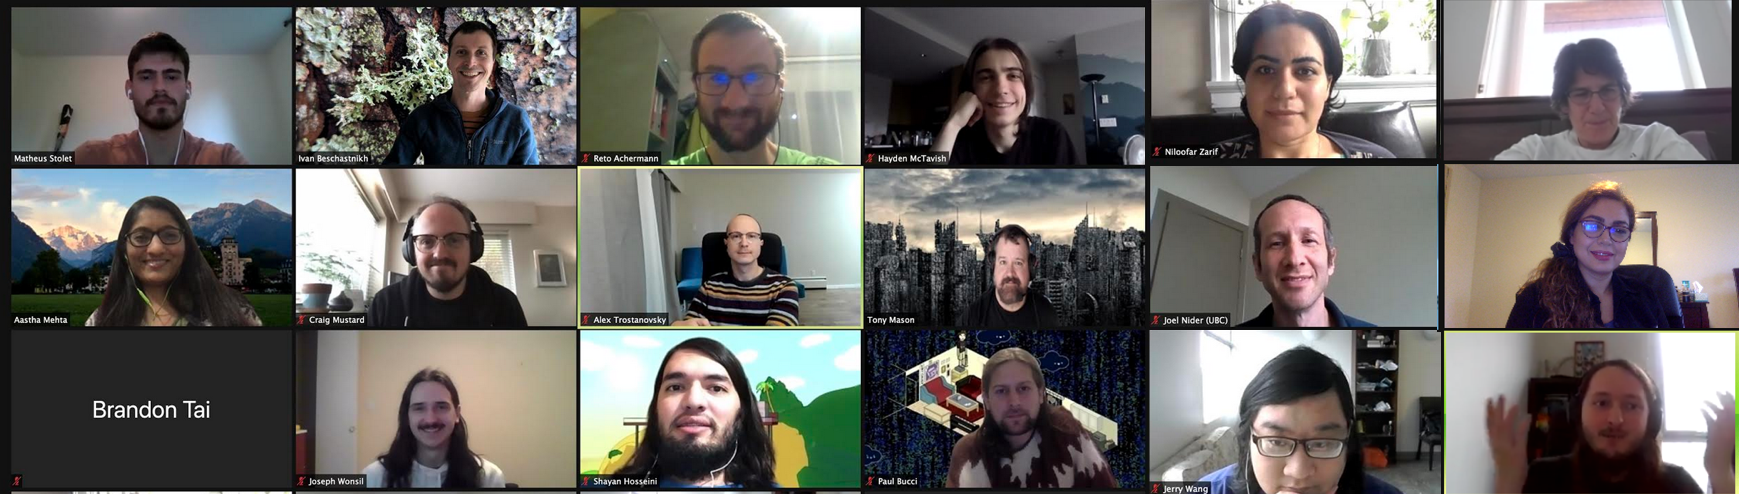 Matheus Stolet
Ivan Beschastnikh
Reto Achermann
Hayden McTavish
Niloofar Zarif
Aastha Mehta
Craig Mustard
Alex Trostanovsky
Tony Mason
Joel Nider (UBC)
Brandon Tai
Joseph Wonsil
Shayan Hosseini
Paul Bucci
Jerry Wang